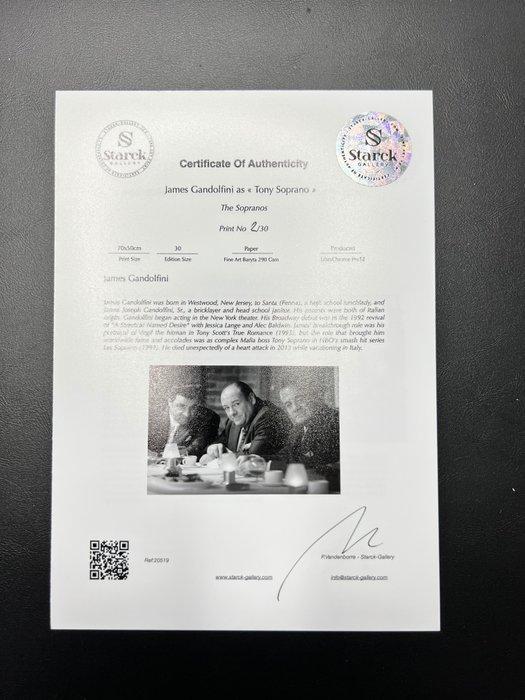 Starck
GALLERY
Starck
GALLERY
Certificate Of Authenticity
James Gandolfini as « Tony Soprano »
The Sopranos
Print No 2/30
70x50cm 30 Paper Produced
Print Size Edition Size Fine Art Baryta 290 Gsm
James Gandolfini
James Gandolfini was born in Westwood, New Jersey, to Santa (Penna), a high school lunchlady, and
James Joseph Gandolfini, Sr., a bricklayer and head school janitor. His parents were both of Italian
origin. Gandolfini began acting in the New York theater. His Broadway debut was in the 1992 revival
of "A Streetcar Named Desire" with Jessica Lange and Alec Baldwin. James' breakthrough role was his
portrayal of Virgil the hitman in Tony Scott's True Romance (1993), but the role that brought him
worldwide fame and accolades was as complex Mafia boss Tony Soprano in HBO's smash hit series
Les Soprano (1999). He died unexpectedly of a heart attack in 2013 while vacationing in Italy.
P.Vandenborre - Starck-Gallery
Ref:20519
www.starck-gallery.com info@starck-gallery.com